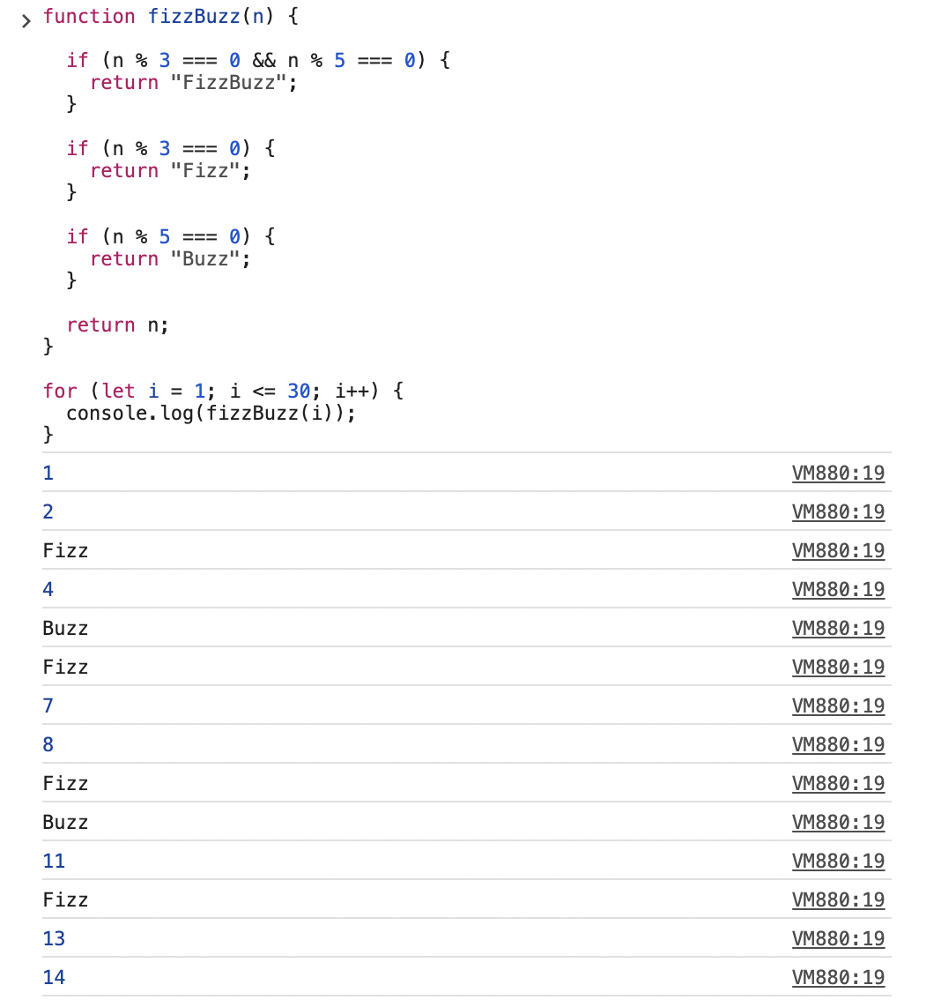 function fizzBuzz(n) {
if (n % 3 === 0 && n % 5 === 0) {
return "FizzBuzz";
}
if (n % 3 === 0) {
return "Fizz";
}
if (n % 5 === 0) {
return "Buzz";
}
return n;
}
for (let i = 1; i <= 30; i++) {
console.log(fizzBuzz(i));
}
1 VM880:19
2 VM880:19
Fizz VM880:19
4 VM880:19
Buzz VM880:19
Fizz VM880:19
7 VM880:19
8 VM880:19
Fizz VM880:19
Buzz VM880:19
11 VM880:19
Fizz VM880:19
13 VM880:19
14 VM880:19